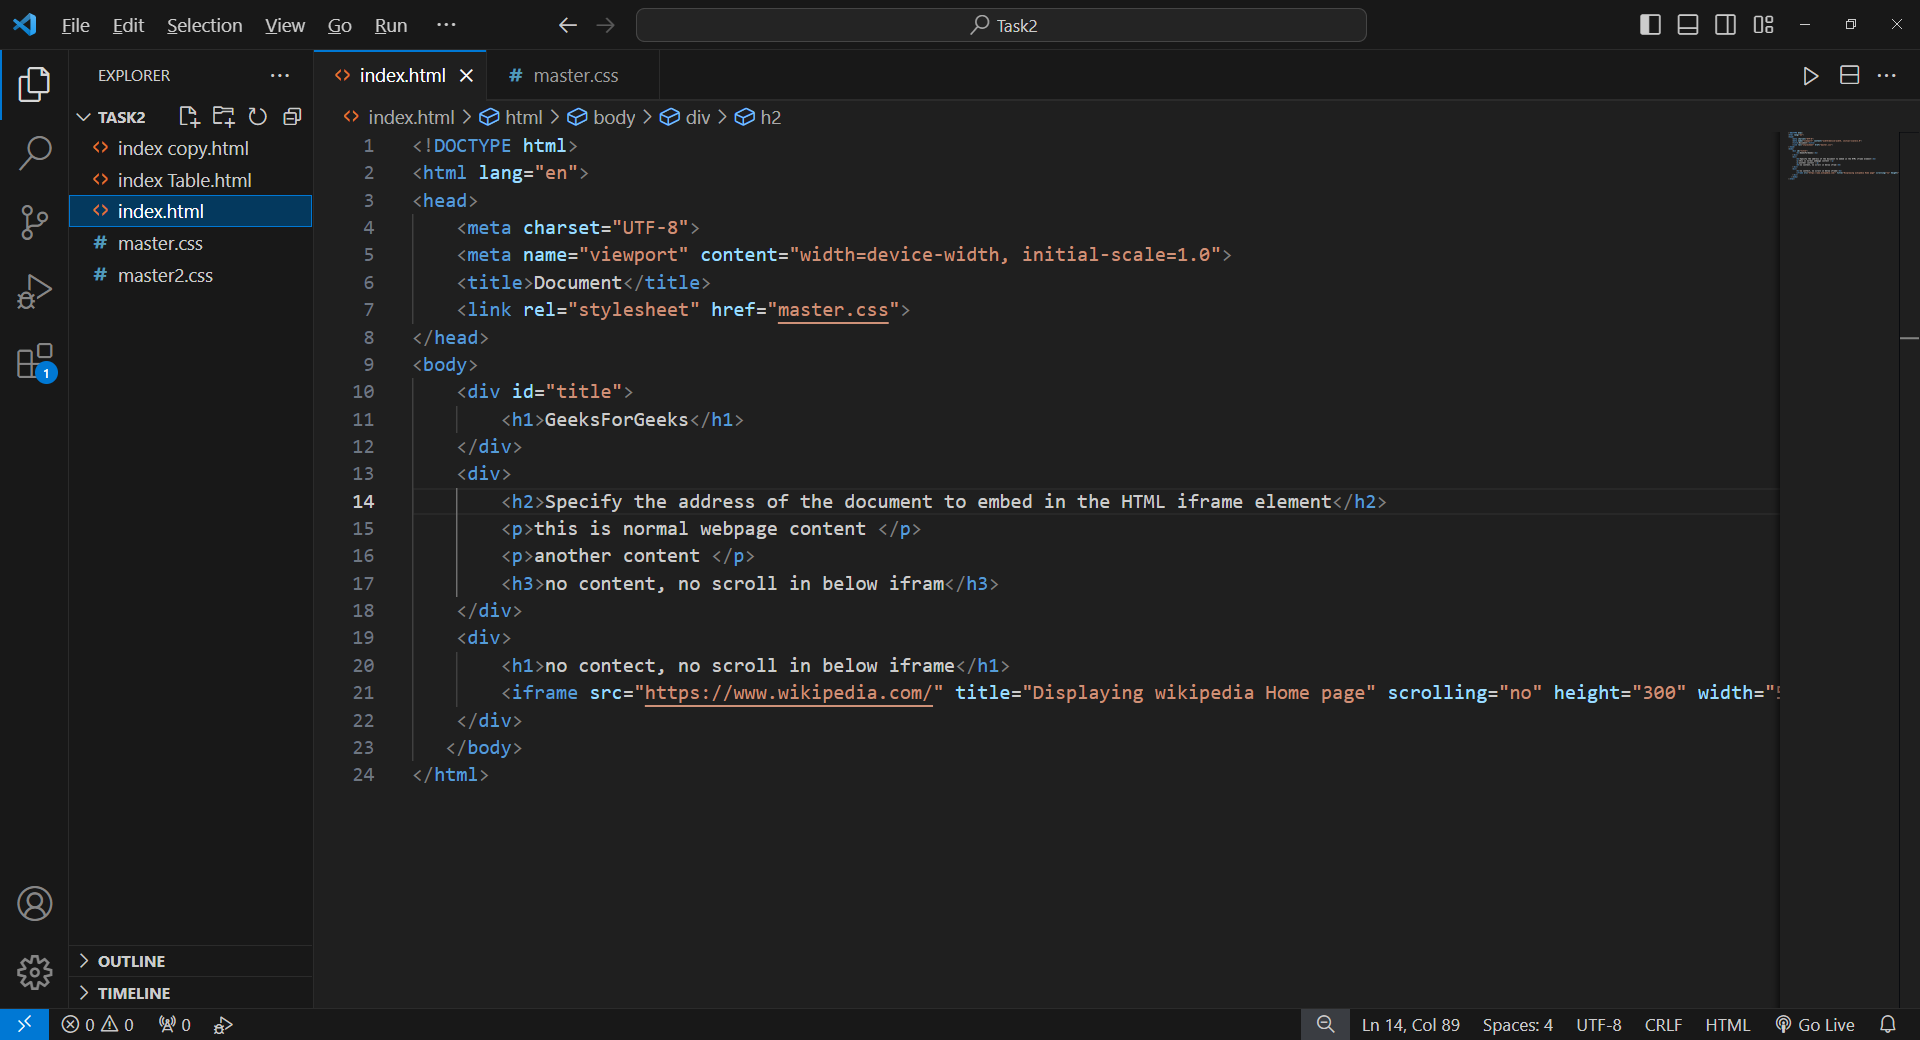 File Edit Selection View Go Run ···
Task2
EXPLORER ···
TASK2
index copy.html
index Table.html
index.html
# master.css
# master2.css
OUTLINE
TIMELINE
1
index.html
# master.css
index.html > html > body > div > h2
1 <!DOCTYPE html>
2 <html lang="en">
3 <head>
4 <meta charset="UTF-8">
5 <meta name="viewport" content="width=device-width, initial-scale=1.0">
6 <title>Document</title>
7 <link rel="stylesheet" href="master.css">
8 </head>
9 <body>
10 <div id="title">
11 <h1>GeeksForGeeks</h1>
12 </div>
13 <div>
14 <h2>Specify the address of the document to embed in the HTML iframe element</h2>
15 <p>this is normal webpage content </p>
16 <p>another content </p>
17 <h3>no content, no scroll in below ifram</h3>
18 </div>
19 <div>
20 <h1>no contect, no scroll in below iframe</h1>
21 <iframe src="https://www.wikipedia.com/" title="Displaying wikipedia Home page" scrolling="no" height="300" width="
22 </div>
23 </body>
24 </html>
0 0 0
Ln 14, Col 89 Spaces: 4 UTF-8 CRLF HTML Go Live